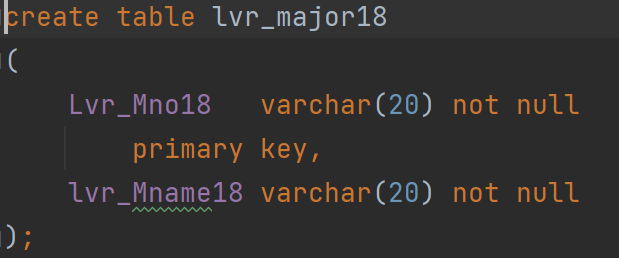 create table lvr_major18
(
Lvr_Mno18 varchar(20) not null
primary key,
lvr_Mname18 varchar(20) not null
);